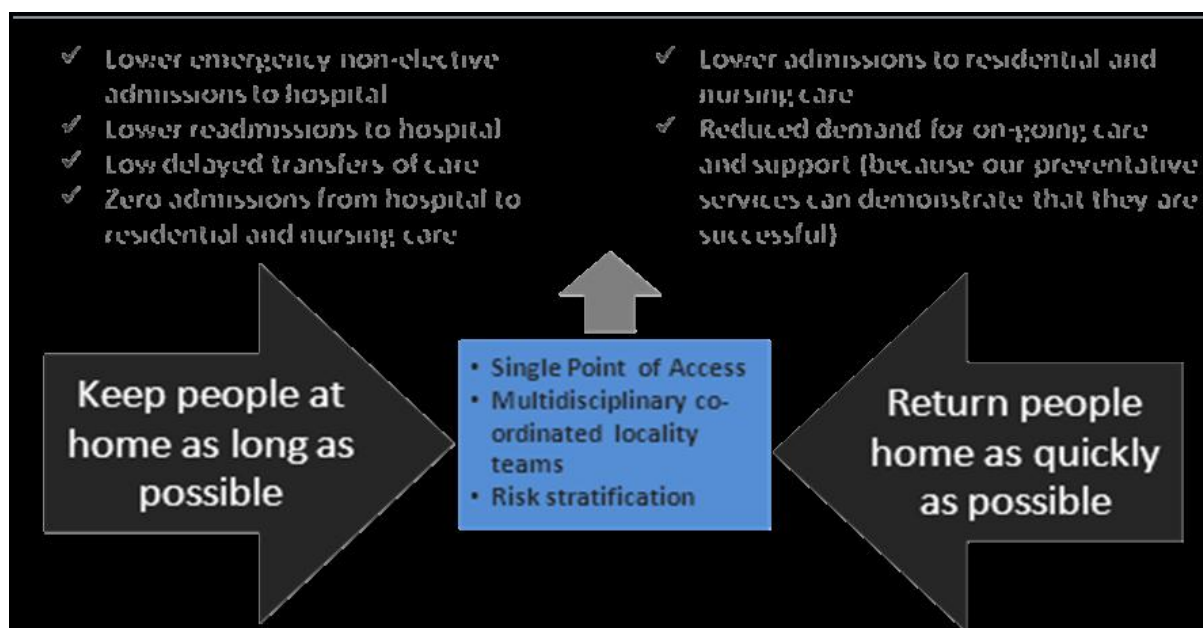 ✓ Lower emergency non-elective
admissions to hospital
✓ Lower readmissions to hospital
✓ Low delayed transfers of care
✓ Zero admissions from hospital to
residential and nursing care
✓ Lower admissions to residential and
nursing care
✓ Reduced demand for on-going care
and support (because our preventative
services can demonstrate that they are
successful)
Keep people at
home as long as
possible
• Single Point of Access
• Multidisciplinary co-
ordinated locality
teams
• Risk stratification
Return people
home as quickly
as possible